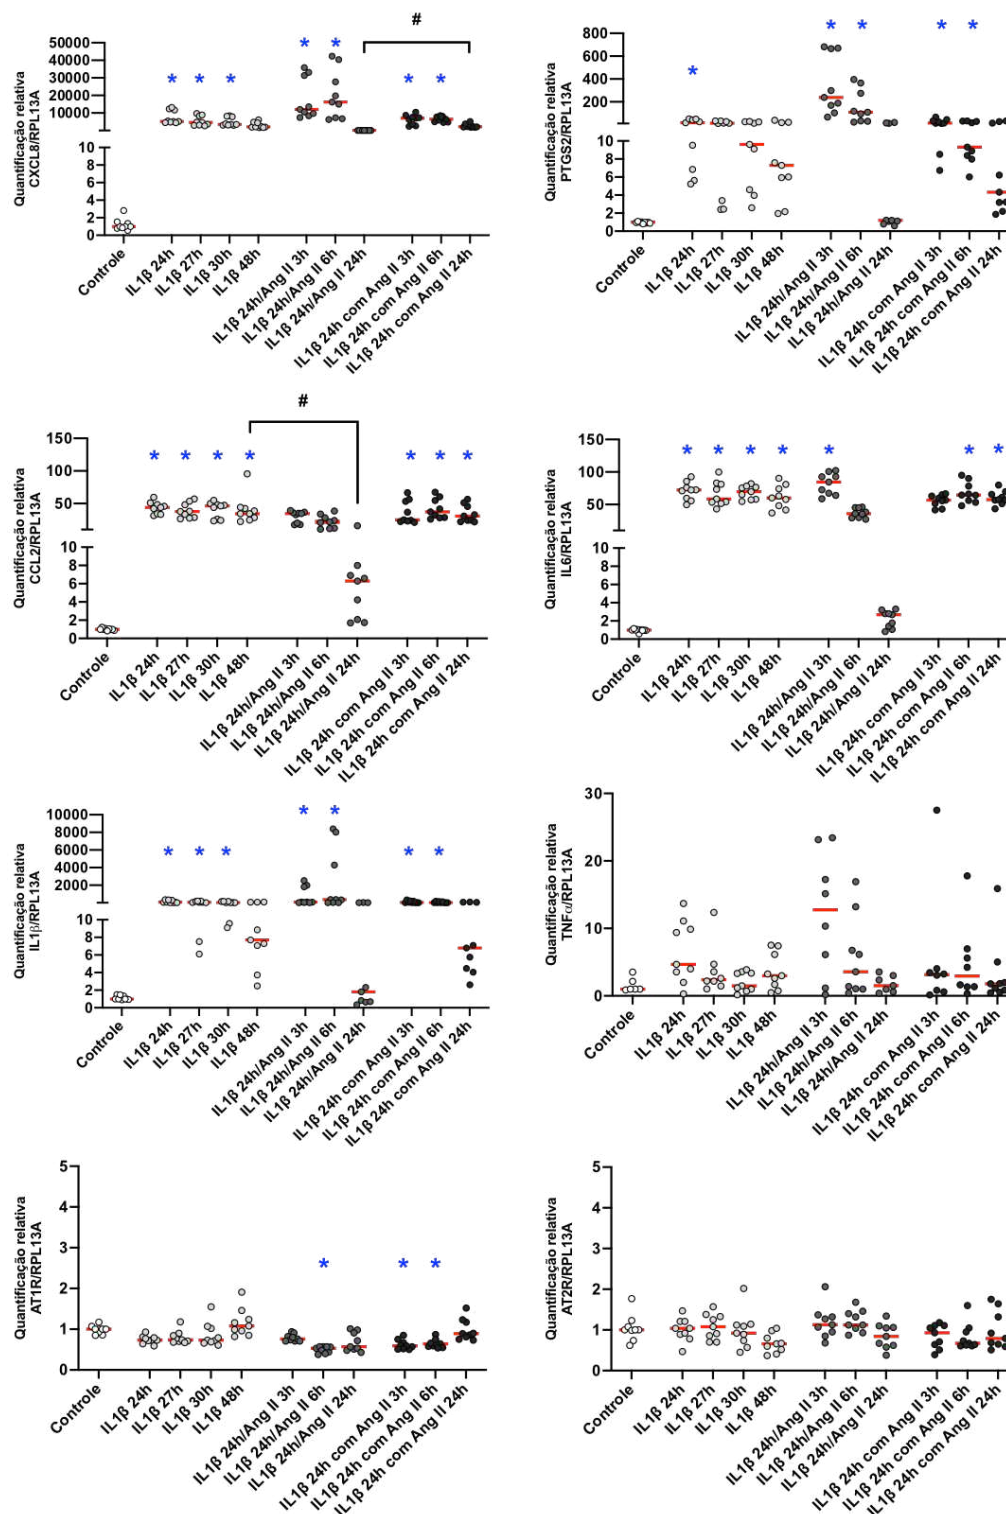 #
Quantificação relativa
CXCL8/RPL13A
50000
40000
30000
20000
10000
10
8
6
4
2
0
* * * * * * *
Controle
IL1β 24h
IL1β 27h
IL1β 30h
IL1β 48h
IL1β 24h/Ang II 3h
IL1β 24h/Ang II 6h
IL1β 24h/Ang II 24h
IL1β 24h com Ang II 3h
IL1β 24h com Ang II 6h
IL1β 24h com Ang II 24h
Quantificação relativa
PTGS2/RPL13A
800
600
400
200
10
8
6
4
2
0
* * * * *
Controle
IL1β 24h
IL1β 27h
IL1β 30h
IL1β 48h
IL1β 24h/Ang II 3h
IL1β 24h/Ang II 6h
IL1β 24h/Ang II 24h
IL1β 24h com Ang II 3h
IL1β 24h com Ang II 6h
IL1β 24h com Ang II 24h
#
Quantificação relativa
CCL2/RPL13A
150
100
50
10
8
6
4
2
0
* * * * * * *
Controle
IL1β 24h
IL1β 27h
IL1β 30h
IL1β 48h
IL1β 24h/Ang II 3h
IL1β 24h/Ang II 6h
IL1β 24h/Ang II 24h
IL1β 24h com Ang II 3h
IL1β 24h com Ang II 6h
IL1β 24h com Ang II 24h
Quantificação relativa
IL6/RPL13A
150
100
50
10
8
6
4
2
0
* * * * * * *
Controle
IL1β 24h
IL1β 27h
IL1β 30h
IL1β 48h
IL1β 24h/Ang II 3h
IL1β 24h/Ang II 6h
IL1β 24h/Ang II 24h
IL1β 24h com Ang II 3h
IL1β 24h com Ang II 6h
IL1β 24h com Ang II 24h
Quantificação relativa
IL1β/RPL13A
10000
8000
6000
4000
2000
10
8
6
4
2
0
* * * * * * *
Controle
IL1β 24h
IL1β 27h
IL1β 30h
IL1β 48h
IL1β 24h/Ang II 3h
IL1β 24h/Ang II 6h
IL1β 24h/Ang II 24h
IL1β 24h com Ang II 3h
IL1β 24h com Ang II 6h
IL1β 24h com Ang II 24h
Quantificação relativa
TNFα/RPL13A
30
20
10
0
Controle
IL1β 24h
IL1β 27h
IL1β 30h
IL1β 48h
IL1β 24h/Ang II 3h
IL1β 24h/Ang II 6h
IL1β 24h/Ang II 24h
IL1β 24h com Ang II 3h
IL1β 24h com Ang II 6h
IL1β 24h com Ang II 24h
Quantificação relativa
AT1R/RPL13A
5
4
3
2
1
0
* * *
Controle
IL1β 24h
IL1β 27h
IL1β 30h
IL1β 48h
IL1β 24h/Ang II 3h
IL1β 24h/Ang II 6h
IL1β 24h/Ang II 24h
IL1β 24h com Ang II 3h
IL1β 24h com Ang II 6h
IL1β 24h com Ang II 24h
Quantificação relativa
AT2R/RPL13A
5
4
3
2
1
0
Controle
IL1β 24h
IL1β 27h
IL1β 30h
IL1β 48h
IL1β 24h/Ang II 3h
IL1β 24h/Ang II 6h
IL1β 24h/Ang II 24h
IL1β 24h com Ang II 3h
IL1β 24h com Ang II 6h
IL1β 24h com Ang II 24h